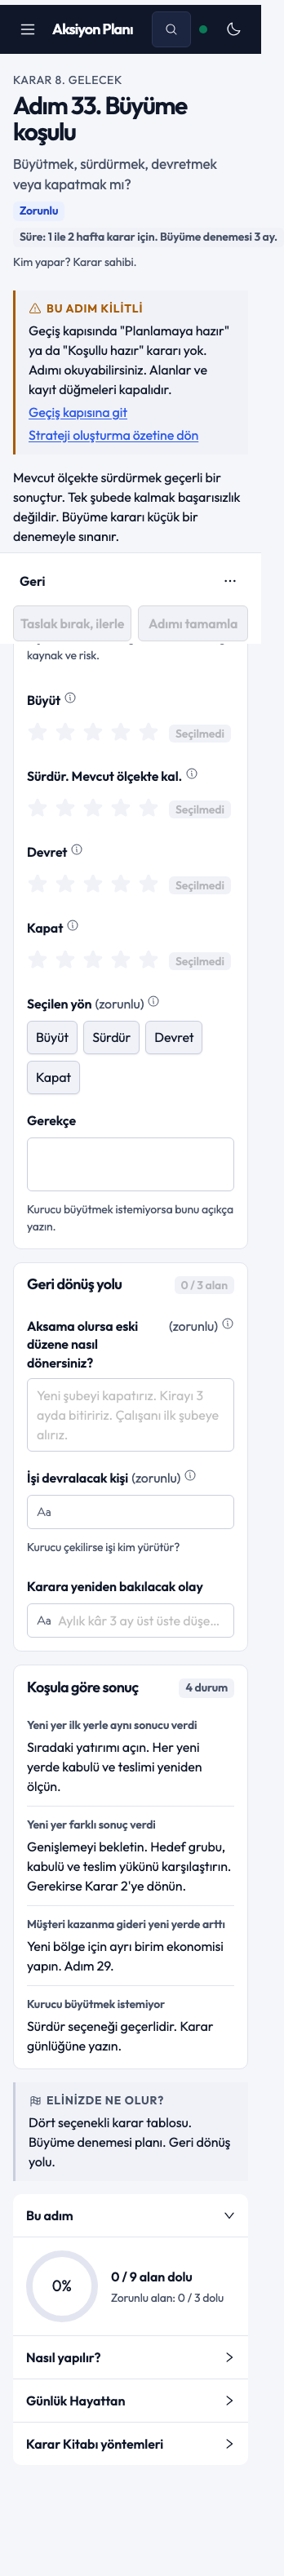 Aksiyon Planı
KARAR 8. GELECEK
Adım 33. Büyüme
koşulu
Büyütmek, sürdürmek, devretmek
veya kapatmak mı?
Zorunlu
Süre: 1 ile 2 hafta karar için. Büyüme denemesi 3 ay.
Kim yapar? Karar sahibi.
BU ADIM KİLİTLİ
Geçiş kapısında "Planlamaya hazır"
ya da "Koşullu hazır" kararı yok.
Adımı okuyabilirsiniz. Alanlar ve
kayıt düğmeleri kapalıdır.
Geçiş kapısına git
Strateji oluşturma özetine dön
Mevcut ölçekte sürdürmek geçerli bir
sonuçtur. Tek şubede kalmak başarısızlık
değildir. Büyüme kararı küçük bir
denemeyle sınanır.
Geri
Taslak bırak, ilerle
Adımı tamamla
kaynak ve risk.
Büyüt
Seçilmedi
Sürdür. Mevcut ölçekte kal.
Seçilmedi
Devret
Seçilmedi
Kapat
Seçilmedi
Seçilen yön (zorunlu)
Büyüt Sürdür Devret
Kapat
Gerekçe
Kurucu büyütmek istemiyorsa bunu açıkça
yazın.
Geri dönüş yolu
0 / 3 alan
Aksama olursa eski (zorunlu)
düzene nasıl
dönersiniz?
Yeni şubeyi kapatırız. Kirayı 3
ayda bitiririz. Çalışanı ilk şubeye
alırız.
İşi devralacak kişi (zorunlu)
Aa
Kurucu çekilirse işi kim yürütür?
Karara yeniden bakılacak olay
Aa Aylık kâr 3 ay üst üste düşe...
Koşula göre sonuç
4 durum
Yeni yer ilk yerle aynı sonucu verdi
Sıradaki yatırımı açın. Her yeni
yerde kabulü ve teslimi yeniden
ölçün.
Yeni yer farklı sonuç verdi
Genişlemeyi bekletin. Hedef grubu,
kabulü ve teslim yükünü karşılaştırın.
Gerekirse Karar 2'ye dönün.
Müşteri kazanma gideri yeni yerde arttı
Yeni bölge için ayrı birim ekonomisi
yapın. Adım 29.
Kurucu büyütmek istemiyor
Sürdür seçeneği geçerlidir. Karar
günlüğüne yazın.
ELİNİZDE NE OLUR?
Dört seçenekli karar tablosu.
Büyüme denemesi planı. Geri dönüş
yolu.
Bu adım
0%
0 / 9 alan dolu
Zorunlu alan: 0 / 3 dolu
Nasıl yapılır?
Günlük Hayattan
Karar Kitabı yöntemleri